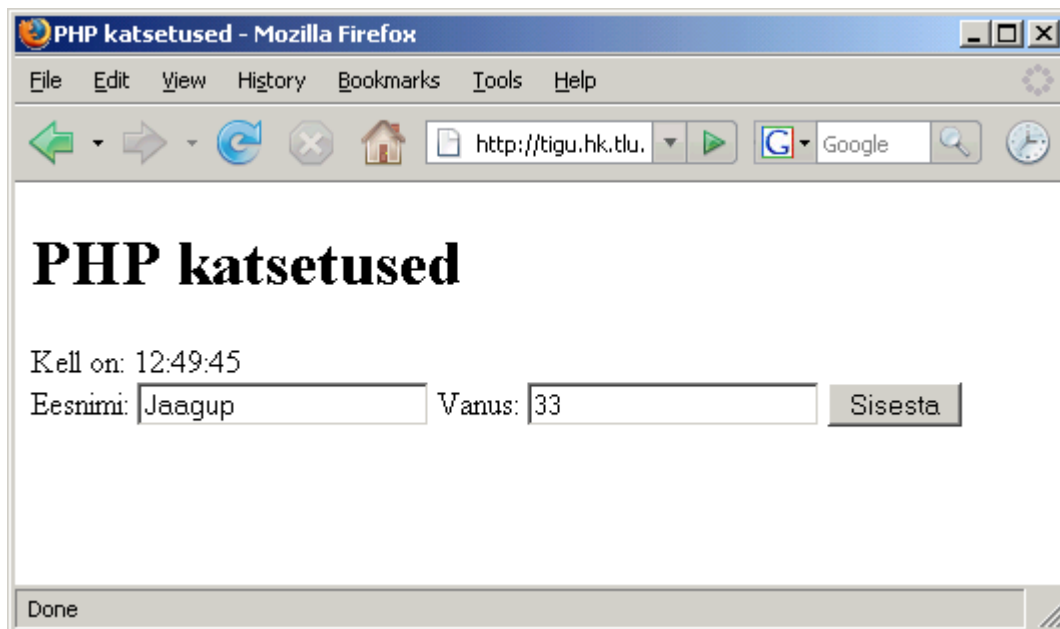 PHP katsetused - Mozilla Firefox
File Edit View History Bookmarks Tools Help
http://tigu.hk.tlu. G Google
PHP katsetused
Kell on: 12:49:45
Eesnimi: Jaagup Vanus: 33 Sisesta
Done